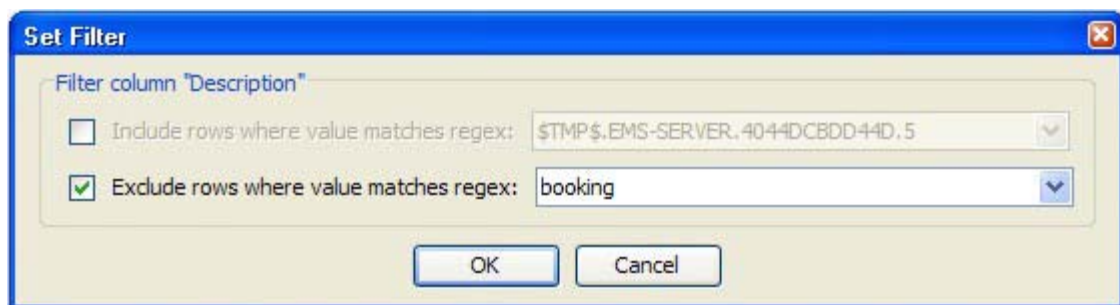 Set Filter
Filter column "Description"
Include rows where value matches regex: $TMP$.EMS-SERVER.4044DCBDD44D.5
Exclude rows where value matches regex: booking
OK Cancel